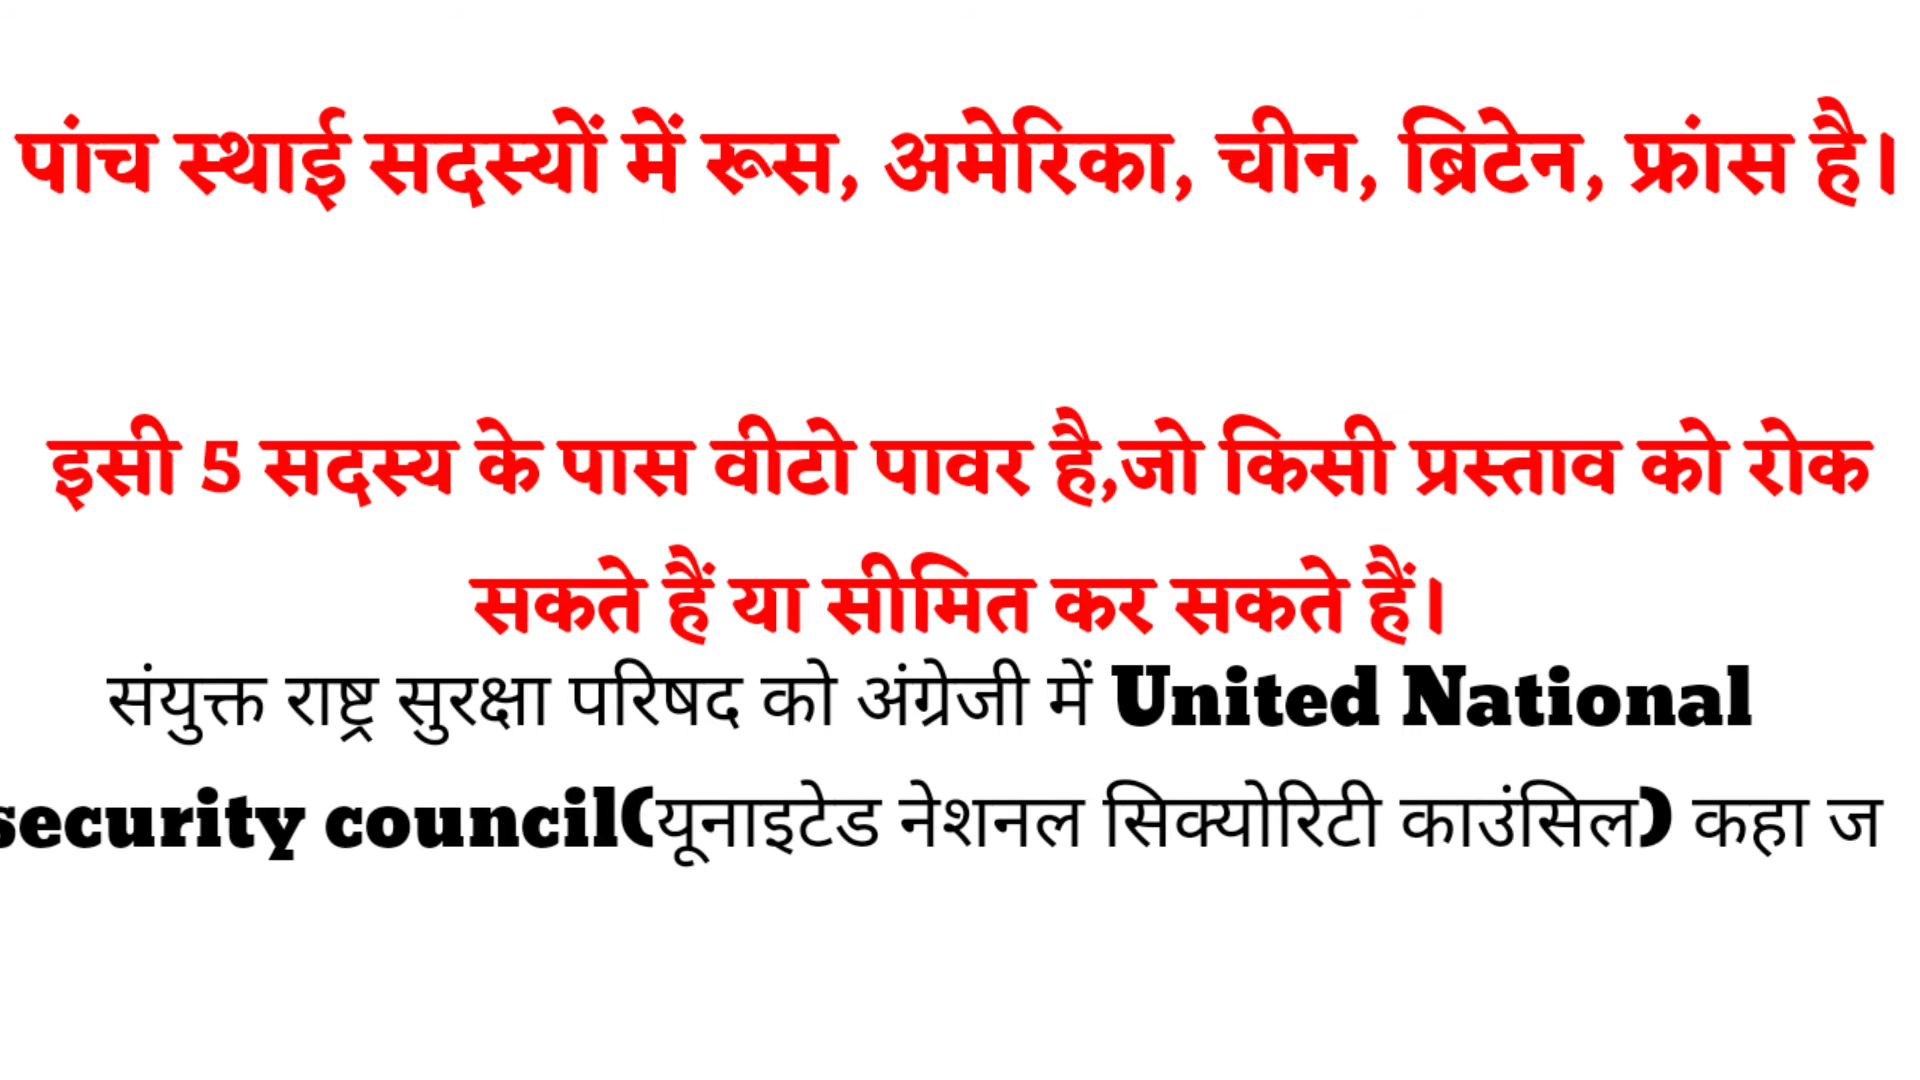 पांच स्थाई सदस्यों में रूस, अमेरिका, चीन, ब्रिटेन, फ्रांस है।
इसी 5 सदस्य के पास वीटो पावर है,जो किसी प्रस्ताव को रोक
सकते हैं या सीमित कर सकते हैं।
संयुक्त राष्ट्र सुरक्षा परिषद को अंग्रेजी में United National
security council(यूनाइटेड नेशनल सिक्योरिटी काउंसिल) कहा ज